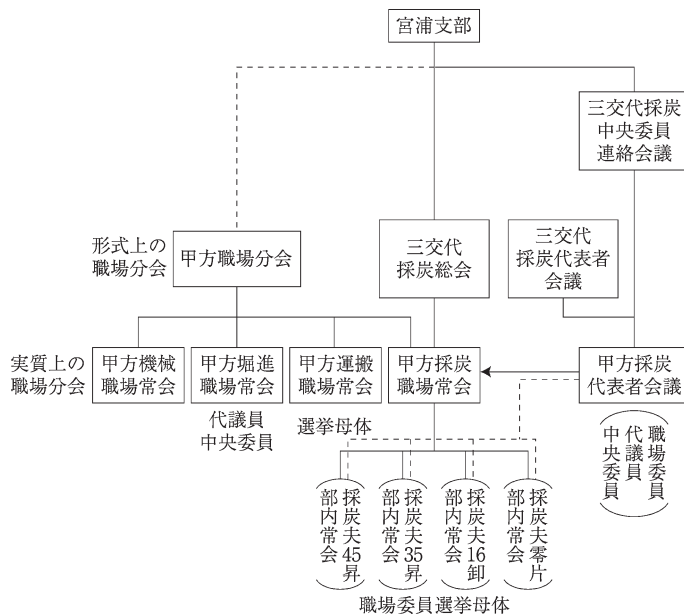 宮浦支部
三交代採炭
中央委員
連絡会議
形式上の
職場分会
甲方職場分会
三交代
採炭総会
三交代
採炭代表者
会議
実質上の
職場分会
甲方機械
職場常会
甲方堀進
職場常会
甲方運搬
職場常会
甲方採炭
職場常会
甲方採炭
代表者会議
代議員
中央委員
選挙母体
職場委員
代議員
中央委員
採炭夫45昇
部内常会
採炭夫35昇
部内常会
採炭夫16卸
部内常会
採炭夫零片
部内常会
職場委員選挙母体